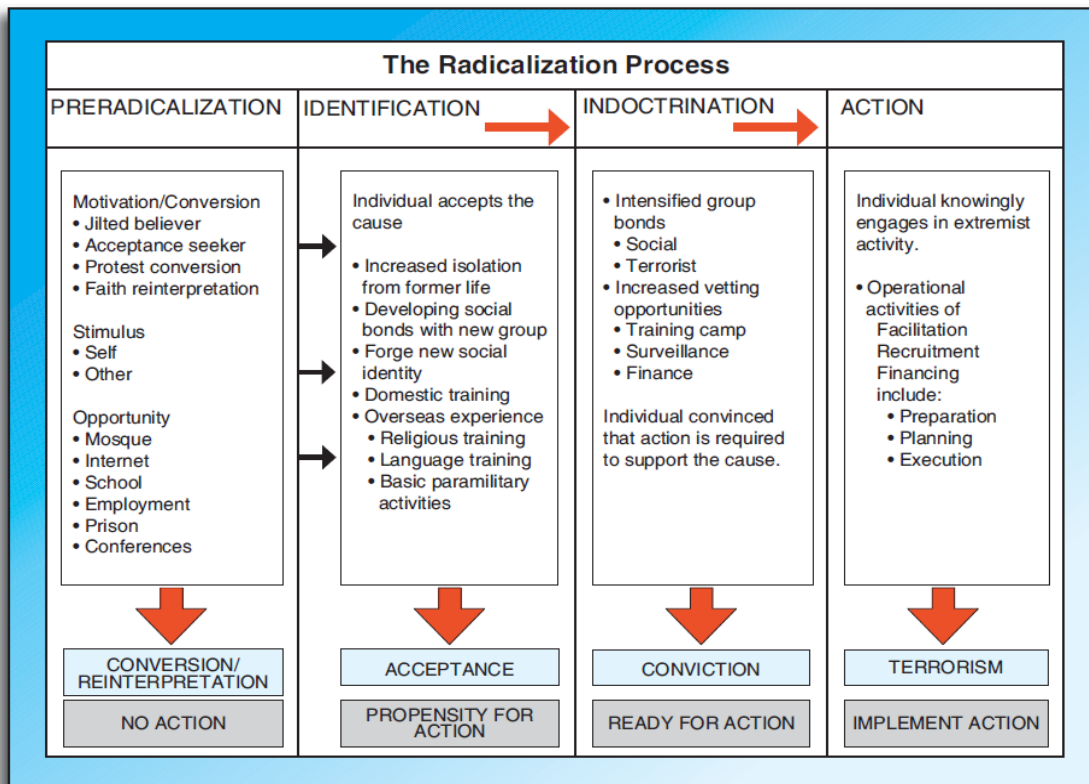 The Radicalization Process
PRERADICALIZATION
IDENTIFICATION
INDOCTRINATION
ACTION
Motivation/Conversion
• Jilted believer
• Acceptance seeker
• Protest conversion
• Faith reinterpretation
Stimulus
• Self
• Other
Opportunity
• Mosque
• Internet
• School
• Employment
• Prison
• Conferences
CONVERSION/
REINTERPRETATION
NO ACTION
Individual accepts the
cause
• Increased isolation
from former life
• Developing social
bonds with new group
• Forge new social
identity
• Domestic training
• Overseas experience
• Religious training
• Language training
• Basic paramilitary
activities
ACCEPTANCE
PROPENSITY FOR
ACTION
• Intensified group
bonds
• Social
• Terrorist
• Increased vetting
opportunities
• Training camp
• Surveillance
• Finance
Individual convinced
that action is required
to support the cause.
CONVICTION
READY FOR ACTION
Individual knowingly
engages in extremist
activity.
• Operational
activities of
Facilitation
Recruitment
Financing
include:
• Preparation
• Planning
• Execution
TERRORISM
IMPLEMENT ACTION